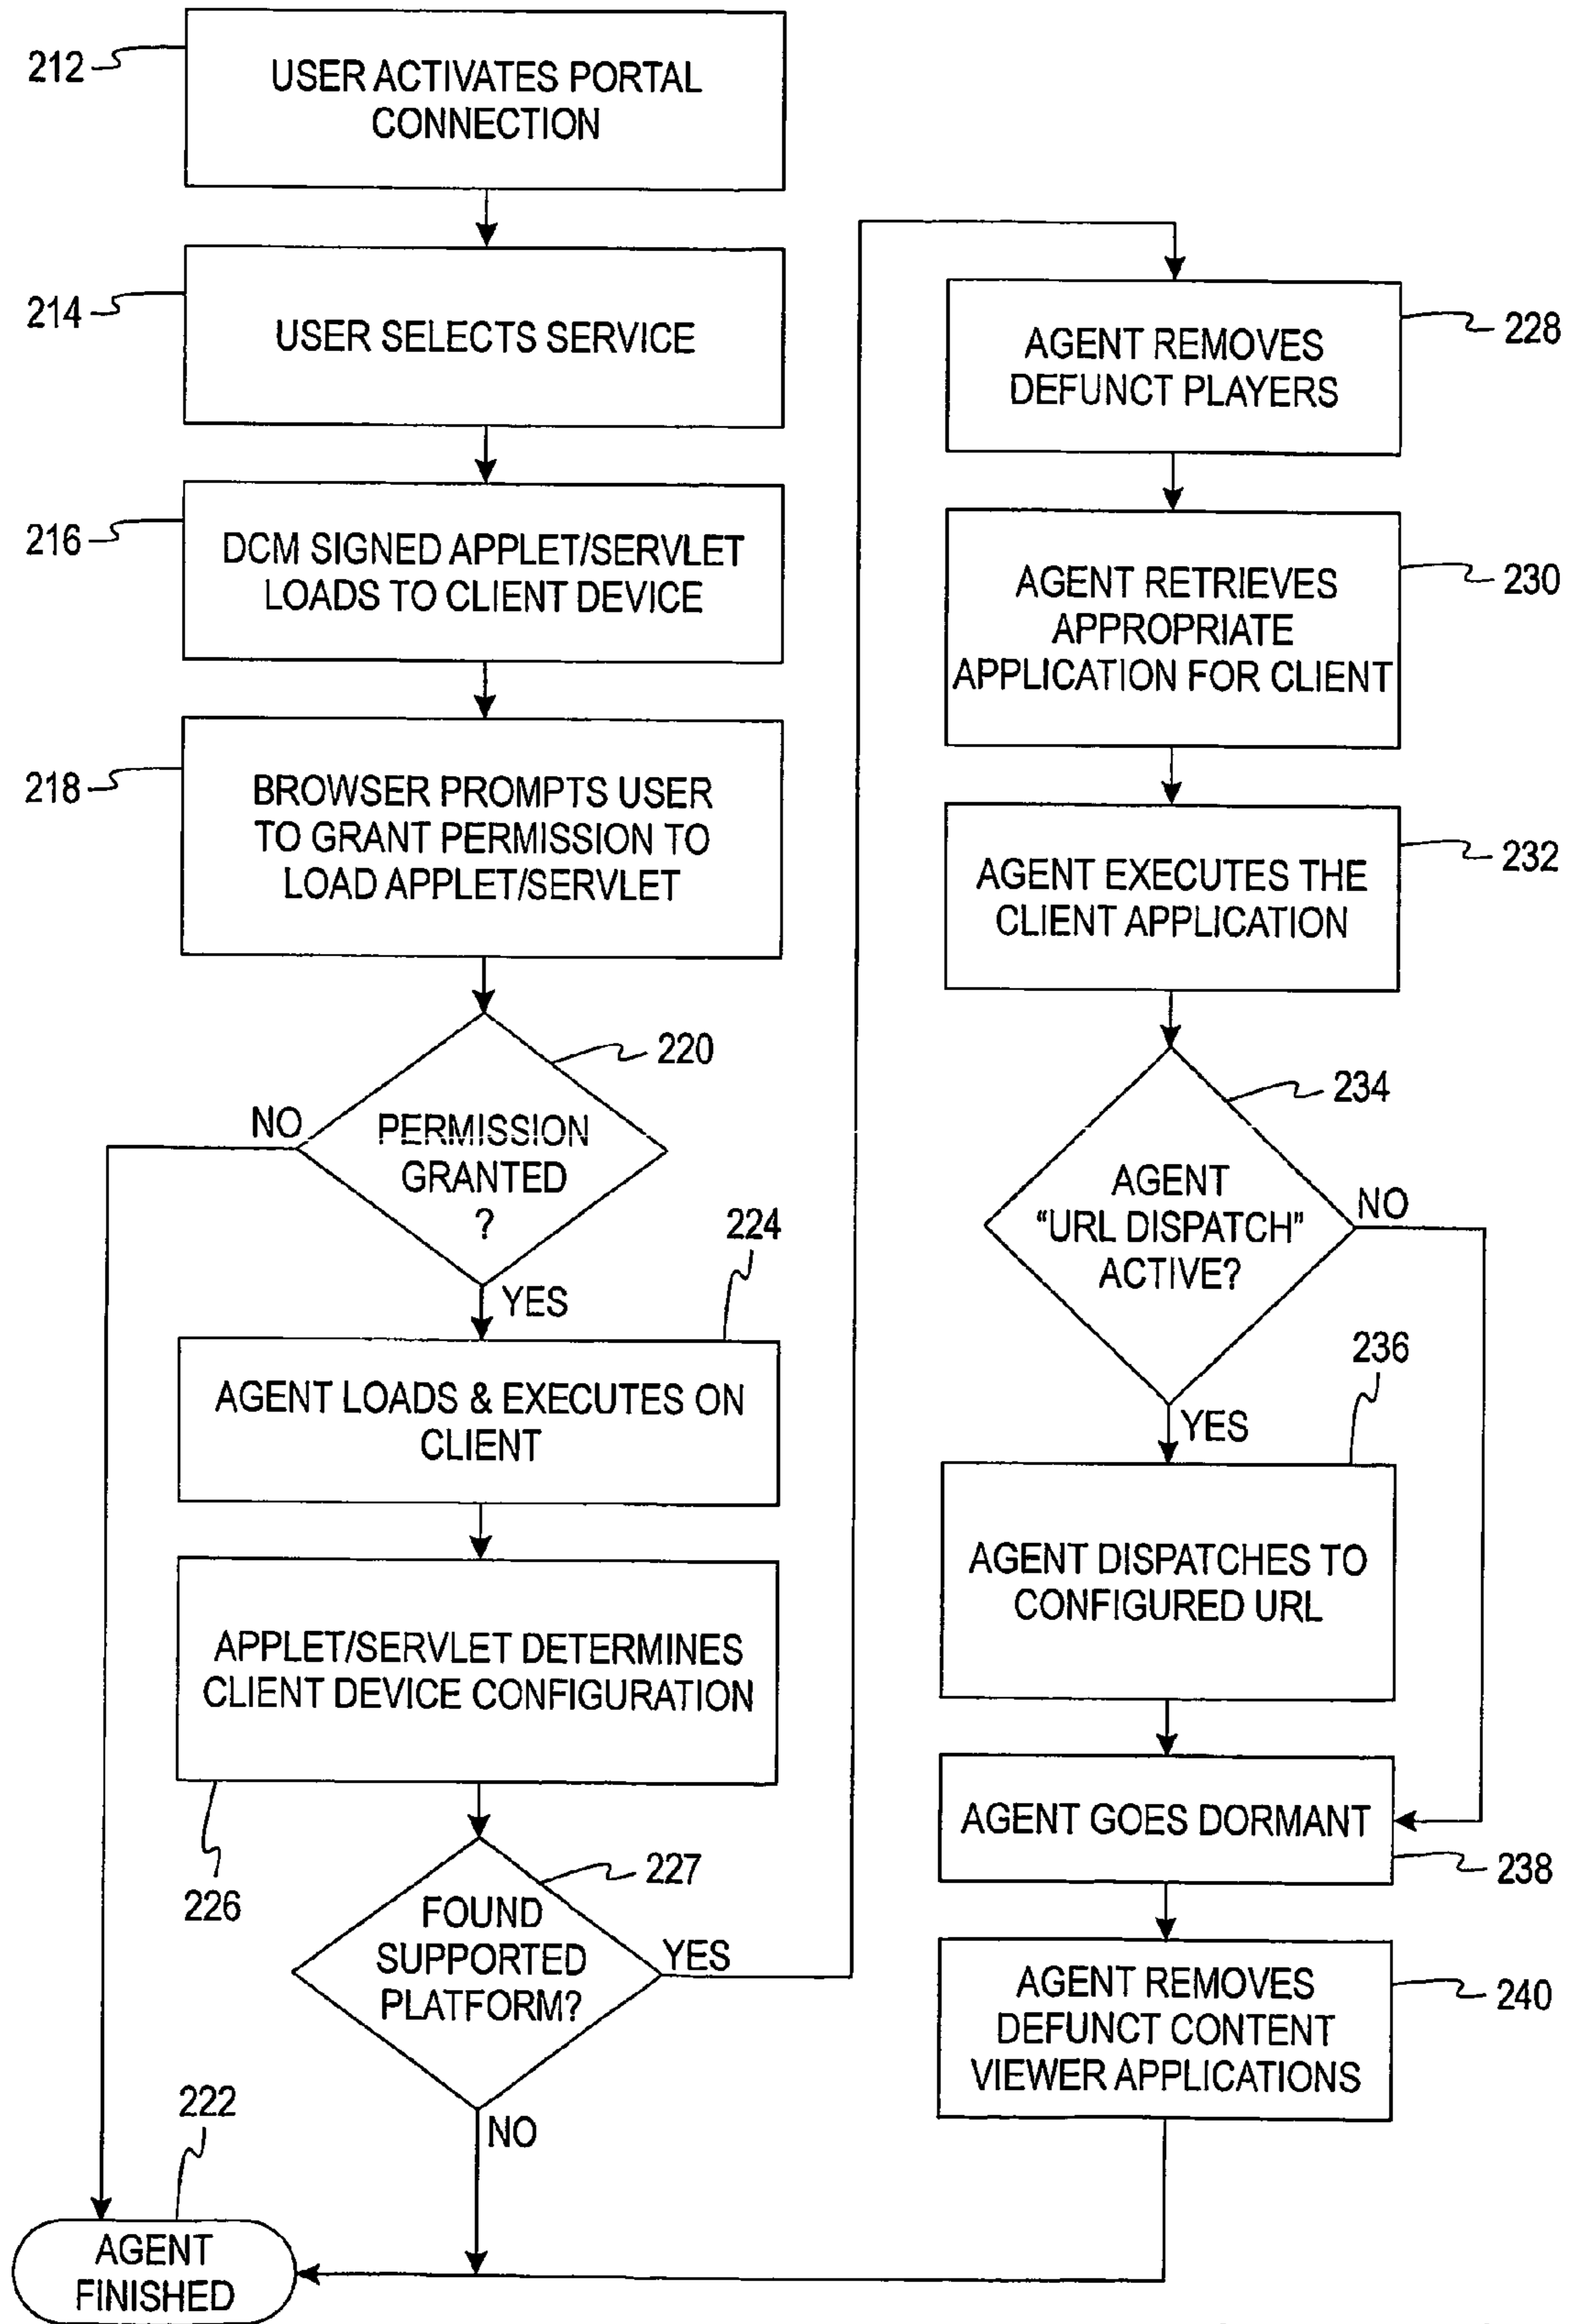 212
USER ACTIVATES PORTAL
CONNECTION
214
USER SELECTS SERVICE
216
DCM SIGNED APPLET/SERVLET
LOADS TO CLIENT DEVICE
218
BROWSER PROMPTS USER
TO GRANT PERMISSION TO
LOAD APPLET/SERVLET
220
NO
PERMISSION
GRANTED
?
YES
224
AGENT LOADS & EXECUTES ON
CLIENT
APPLET/SERVLET DETERMINES
CLIENT DEVICE CONFIGURATION
226
227
FOUND
SUPPORTED
PLATFORM?
YES
NO
222
AGENT
FINISHED
228
AGENT REMOVES
DEFUNCT PLAYERS
230
AGENT RETRIEVES
APPROPRIATE
APPLICATION FOR CLIENT
232
AGENT EXECUTES THE
CLIENT APPLICATION
234
AGENT
“URL DISPATCH”
ACTIVE?
NO
YES
236
AGENT DISPATCHES TO
CONFIGURED URL
AGENT GOES DORMANT
238
240
AGENT REMOVES
DEFUNCT CONTENT
VIEWER APPLICATIONS